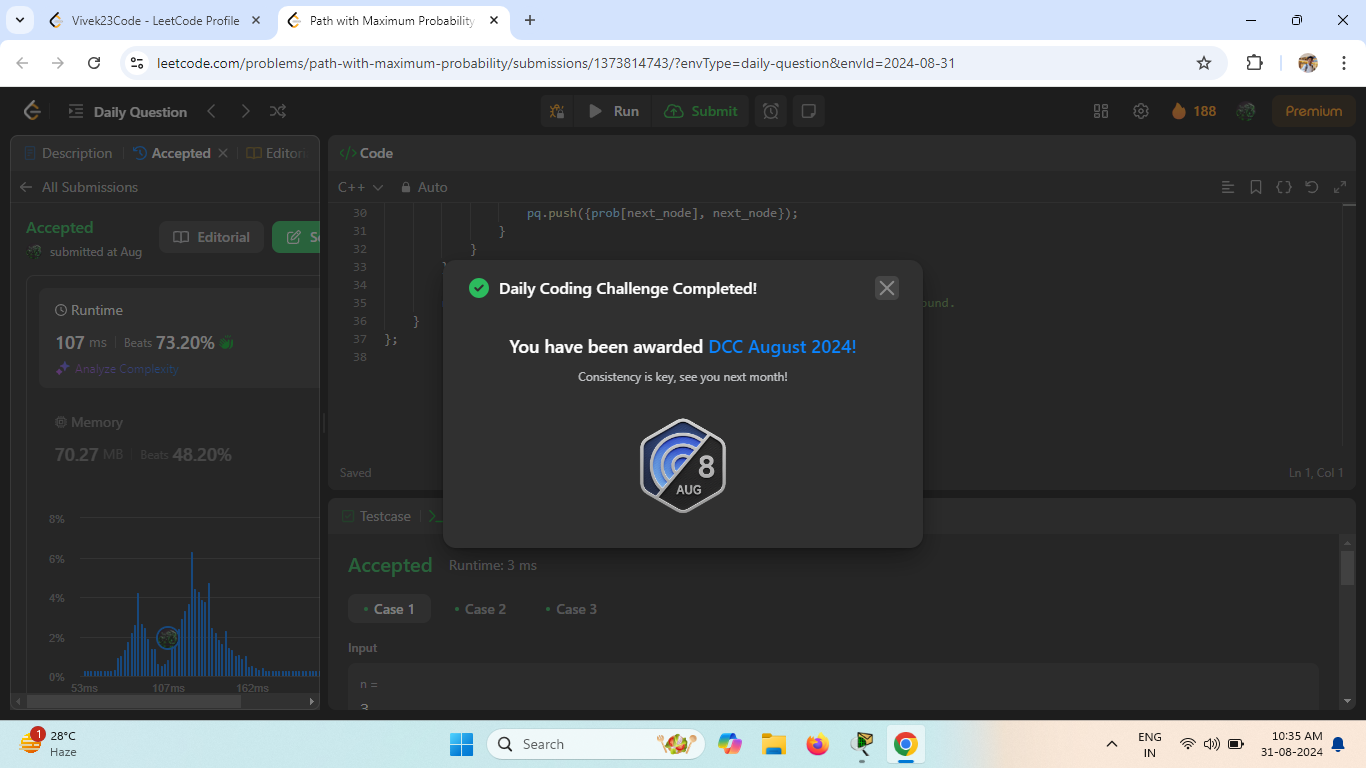 Vivek23Code - LeetCode Profile
Path with Maximum Probability
leetcode.com/problems/path-with-maximum-probability/submissions/1373814743/?envType=daily-question&envId=2024-08-31
Daily Question
Run
Submit
188
Premium
Description
Accepted
Editori
</> Code
All Submissions
C++
Auto
Accepted
submitted at Aug
Editorial
30 pq.push({prob[next_node], next_node});
31 }
32 }
33
34
35 ound.
36 }
37 };
38
Runtime
107 ms
Beats 73.20%
Analyze Complexity
Memory
70.27 MB
Beats 48.20%
8%
6%
4%
2%
0%
53ms 107ms 162ms
Daily Coding Challenge Completed!
You have been awarded DCC August 2024!
Consistency is key, see you next month!
8
AUG
Saved
Ln 1, Col 1
Testcase
Accepted
Runtime: 3 ms
• Case 1 • Case 2 • Case 3
Input
n =
3
1
28°C
Haze
Search
ENG
IN
10:35 AM
31-08-2024